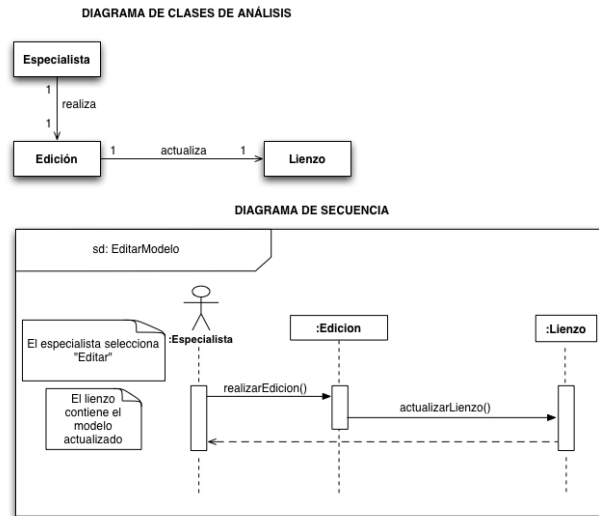 DIAGRAMA DE CLASES DE ANÁLISIS
Especialista
1
realiza
1
Edición
1
actualiza
1
Lienzo
DIAGRAMA DE SECUENCIA
sd: EditarModelo
El especialista selecciona
"Editar"
:Especialista
:Edicion
:Lienzo
El lienzo
contiene el
modelo
actualizado
realizarEdicion()
actualizarLienzo()